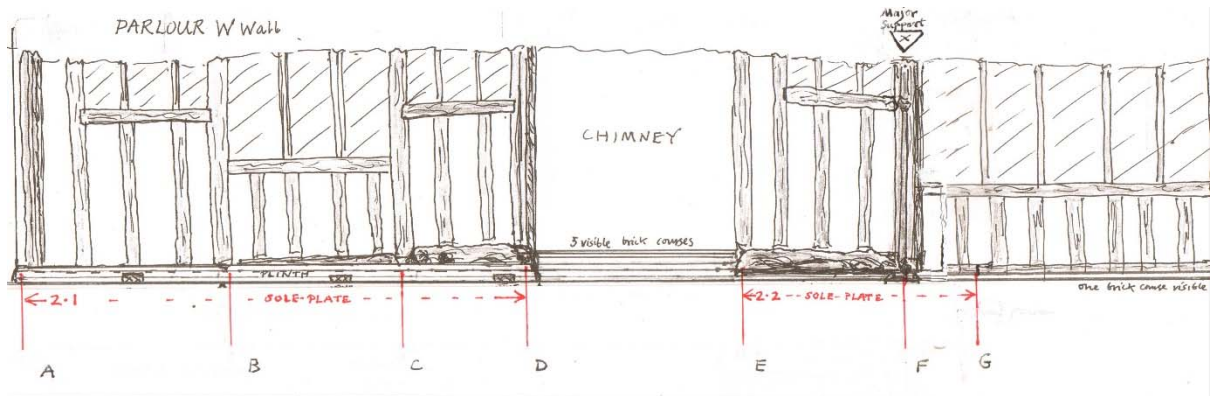 PARLOUR W Wall
Major
Support
X
CHIMNEY
3 visible brick courses
PLINTH
2.1 SOLE-PLATE
2.2 SOLE-PLATE
one brick course visible
A B C D E F G